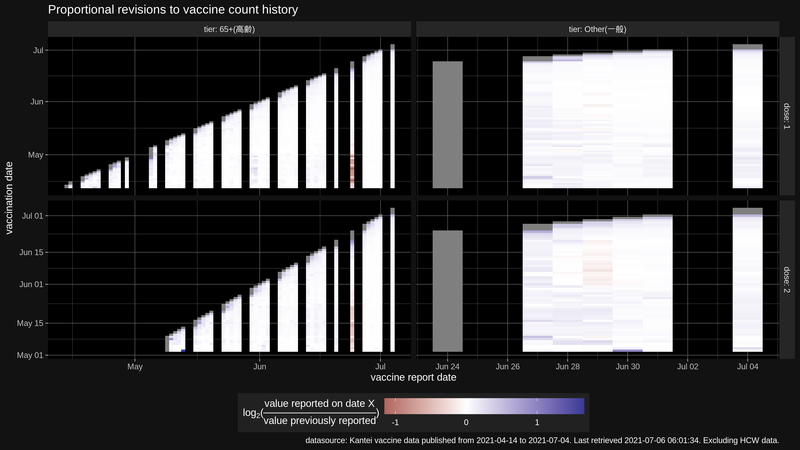 Proportional revisions to vaccine count history
tier: 65+(高齢)
tier: Other(一般)
Jul
Jun
May
dose: 1
vaccination date
Jul 01
Jun 15
Jun 01
May 15
May 01
dose: 2
May
Jun
Jul
Jun 24
Jun 26
Jun 28
Jun 30
Jul 02
Jul 04
vaccine report date
log2(value reported on date X
value previously reported)
-1
0
1
datasource: Kantei vaccine data published from 2021-04-14 to 2021-07-04. Last retrieved 2021-07-06 06:01:34. Excluding HCW data.